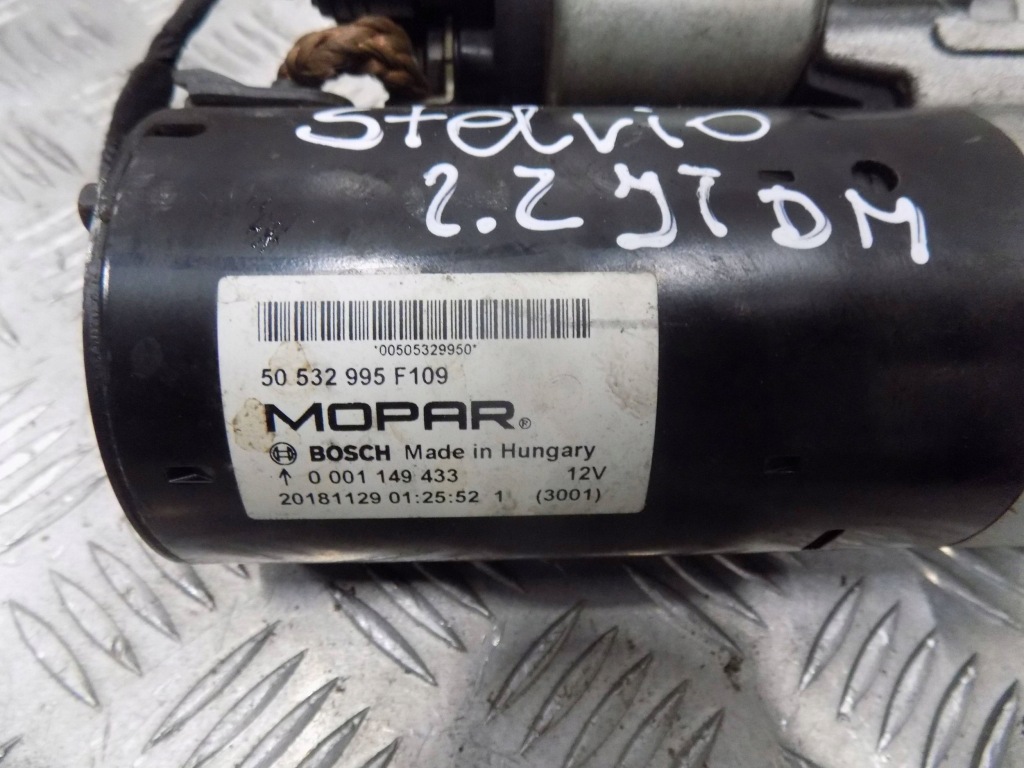 Stelvio
2.2 JTDM
*00505329950*
50 532 995 F109
MOPAR®
BOSCH Made in Hungary
↑ 0 001 149 433 12V
20181129 01:25:52 1 (3001)